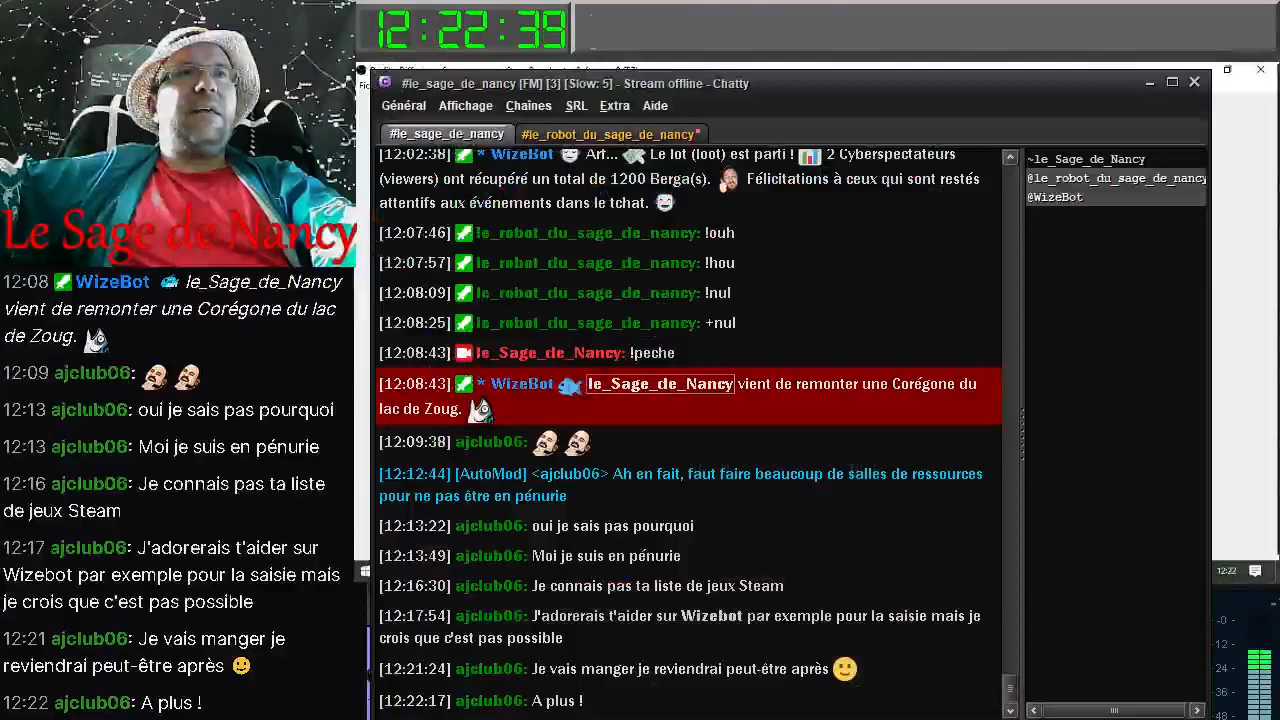 12:22:39
#le_sage_de_nancy [FM] [3] [Slow: 5] - Stream offline - Chatty
Général Affichage Chaînes SRL Extra Aide
#le_sage_de_nancy #le_robot_du_sage_de_nancy*
[12:02:38] * WizeBot Arf... Le lot (loot) est parti ! 2 Cyberspectateurs
(viewers) ont récupéré un total de 1200 Berga(s). Félicitations à ceux qui sont restés
attentifs aux événements dans le tchat.
[12:07:46] le_robot_du_sage_de_nancy: !ouh
[12:07:57] le_robot_du_sage_de_nancy: !hou
[12:08:09] le_robot_du_sage_de_nancy: !nul
[12:08:25] le_robot_du_sage_de_nancy: +nul
[12:08:43] le_Sage_de_Nancy: !peche
[12:08:43] * WizeBot le_Sage_de_Nancy vient de remonter une Corégone du
lac de Zoug.
[12:09:38] ajclub06:
[12:12:44] [AutoMod] <ajclub06> Ah en fait, faut faire beaucoup de salles de ressources
pour ne pas être en pénurie
[12:13:22] ajclub06: oui je sais pas pourquoi
[12:13:49] ajclub06: Moi je suis en pénurie
[12:16:30] ajclub06: Je connais pas ta liste de jeux Steam
[12:17:54] ajclub06: J'adorerais t'aider sur Wizebot par exemple pour la saisie mais je
crois que c'est pas possible
[12:21:24] ajclub06: Je vais manger je reviendrai peut-être après
[12:22:17] ajclub06: A plus !
~le_Sage_de_Nancy
@le_robot_du_sage_de_nancy
@WizeBot
Le Sage de Nancy
12:08 WizeBot le_Sage_de_Nancy
vient de remonter une Corégone du lac
de Zoug.
12:09 ajclub06:
12:13 ajclub06: oui je sais pas pourquoi
12:13 ajclub06: Moi je suis en pénurie
12:16 ajclub06: Je connais pas ta liste
de jeux Steam
12:17 ajclub06: J'adorerais t'aider sur
Wizebot par exemple pour la saisie mais
je crois que c'est pas possible
12:21 ajclub06: Je vais manger je
reviendrai peut-être après
12:22 ajclub06: A plus !
12:22
-0-
-12-
-24-
-36-
-48-